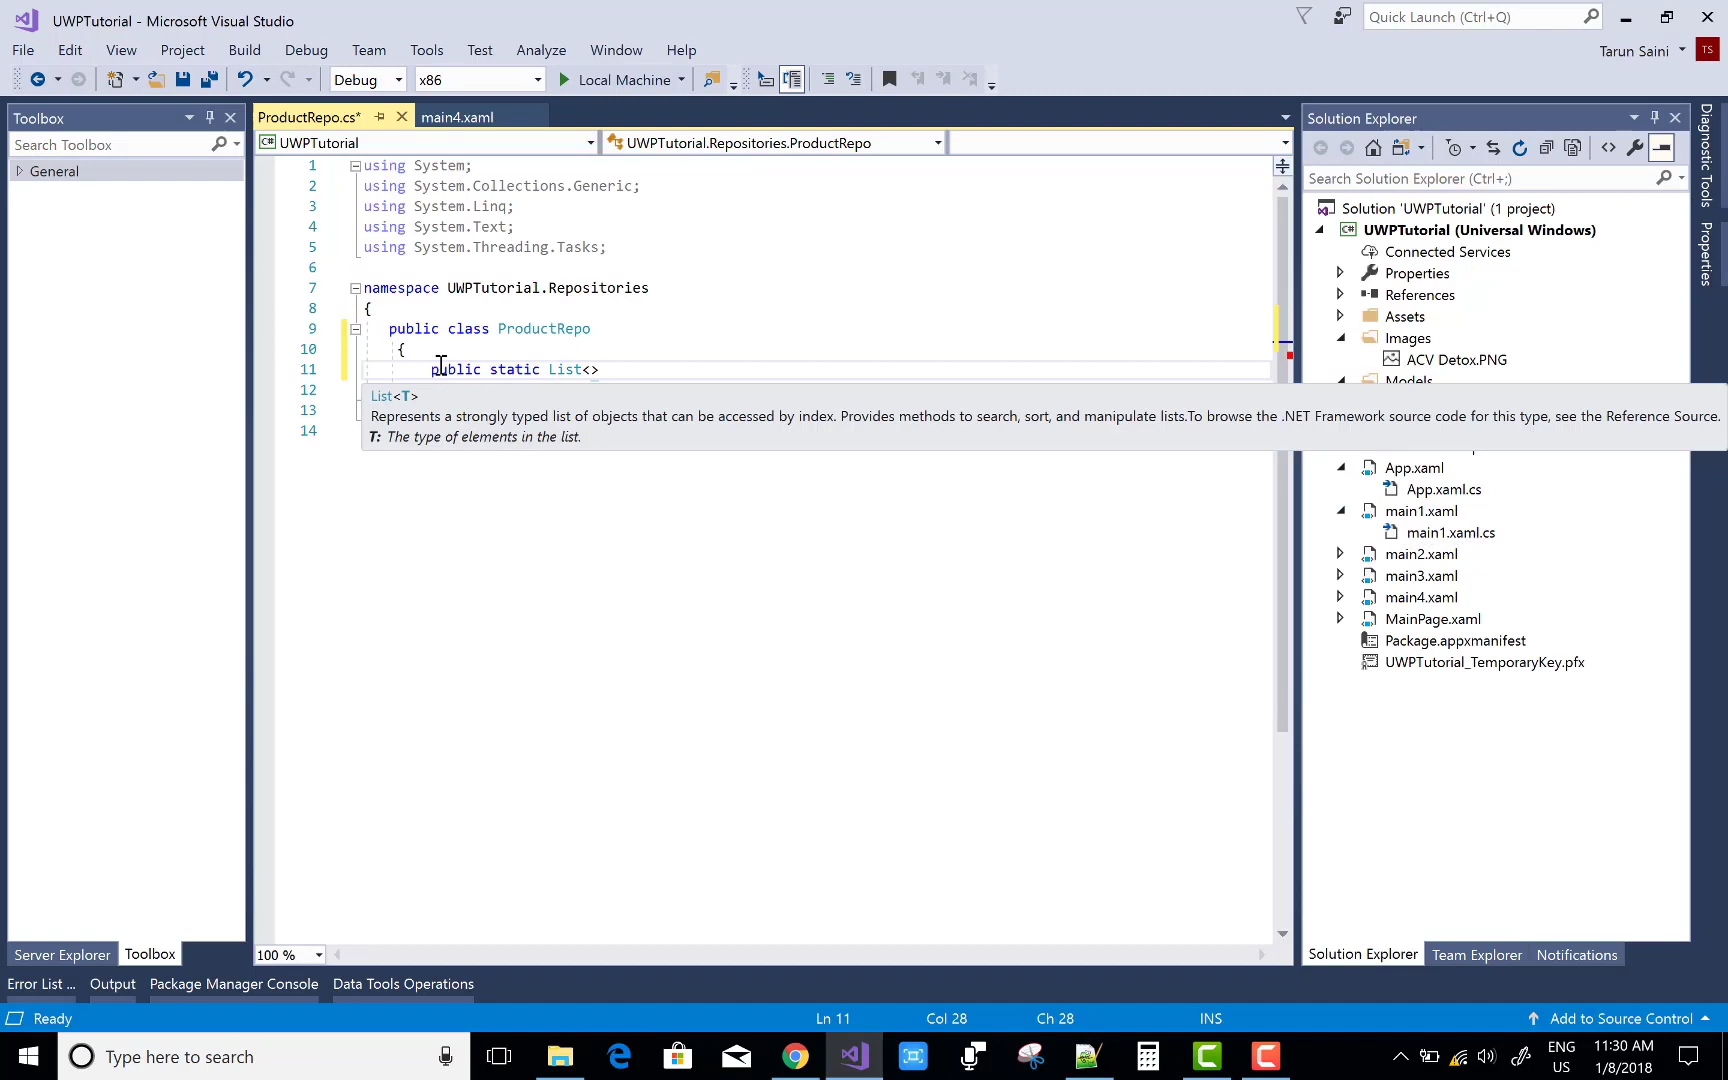 UWPTutorial - Microsoft Visual Studio
Quick Launch (Ctrl+Q)
File Edit View Project Build Debug Team Tools Test Analyze Window Help
Tarun Saini TS
Debug x86 Local Machine
Toolbox
Search Toolbox
General
ProductRepo.cs* main4.xaml
UWPTutorial UWPTutorial.Repositories.ProductRepo
1 using System;
2 using System.Collections.Generic;
3 using System.Linq;
4 using System.Text;
5 using System.Threading.Tasks;
6
7 namespace UWPTutorial.Repositories
8 {
9 public class ProductRepo
10 {
11 public static List<>
12
13
14
List<T>
Represents a strongly typed list of objects that can be accessed by index. Provides methods to search, sort, and manipulate lists.To browse the .NET Framework source code for this type, see the Reference Source.
T: The type of elements in the list.
Solution Explorer
Search Solution Explorer (Ctrl+;)
Solution 'UWPTutorial' (1 project)
UWPTutorial (Universal Windows)
Connected Services
Properties
References
Assets
Images
ACV Detox.PNG
Models
App.xaml
App.xaml.cs
main1.xaml
main1.xaml.cs
main2.xaml
main3.xaml
main4.xaml
MainPage.xaml
Package.appxmanifest
UWPTutorial_TemporaryKey.pfx
Diagnostic Tools
Properties
Server Explorer Toolbox
100 %
Solution Explorer Team Explorer Notifications
Error List ... Output Package Manager Console Data Tools Operations
Ready Ln 11 Col 28 Ch 28 INS Add to Source Control
Type here to search
ENG
US
11:30 AM
1/8/2018